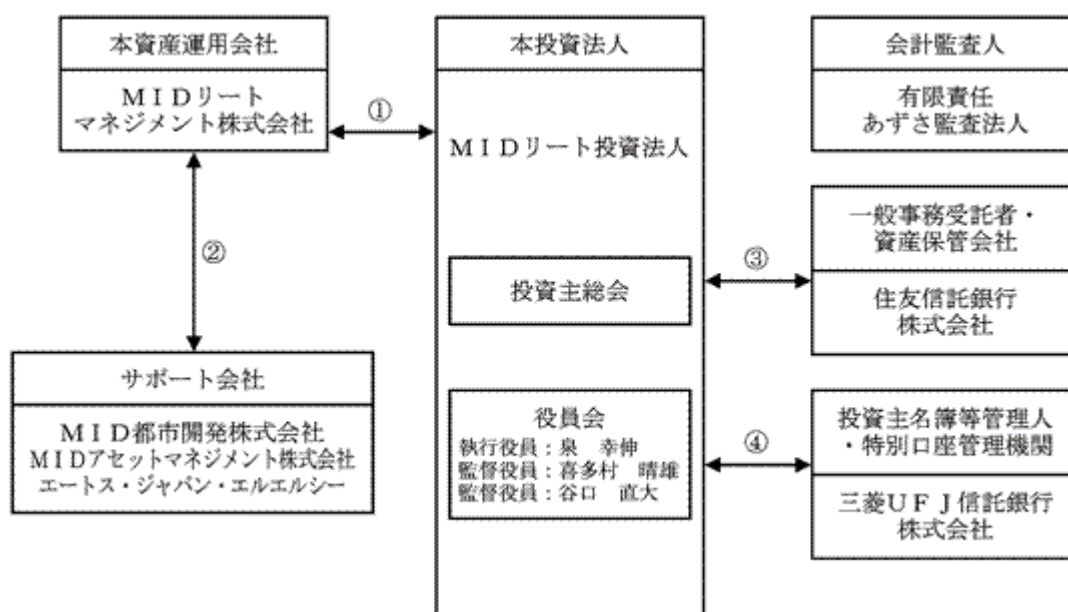 本資産運用会社
MIDリート
マネジメント株式会社
①
②
サポート会社
MID都市開発株式会社
MIDアセットマネジメント株式会社
エートス・ジャパン・エルエルシー
本投資法人
MIDリート投資法人
投資主総会
役員会
執行役員：泉　幸伸
監督役員：喜多村　晴雄
監督役員：谷口　直大
③
④
会計監査人
有限責任
あずさ監査法人
一般事務受託者・
資産保管会社
住友信託銀行
株式会社
投資主名簿等管理人
・特別口座管理機関
三菱UFJ信託銀行
株式会社